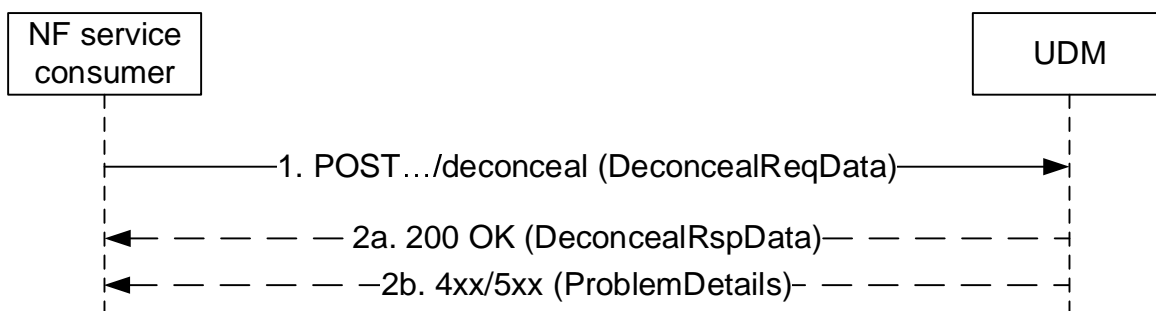 NF service
consumer
UDM
1. POST…/deconceal (DeconcealReqData)
2a. 200 OK (DeconcealRspData)
2b. 4xx/5xx (ProblemDetails)